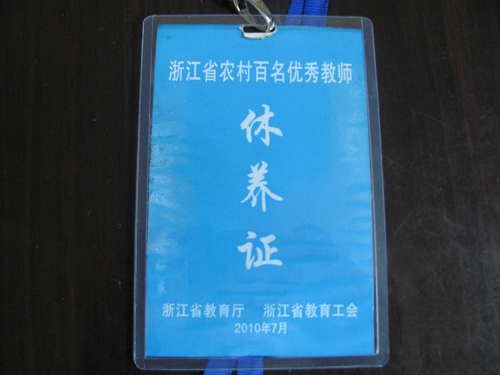 浙江省农村百名优秀教师
休
养
证
浙江省教育厅 浙江省教育工会
2010年7月